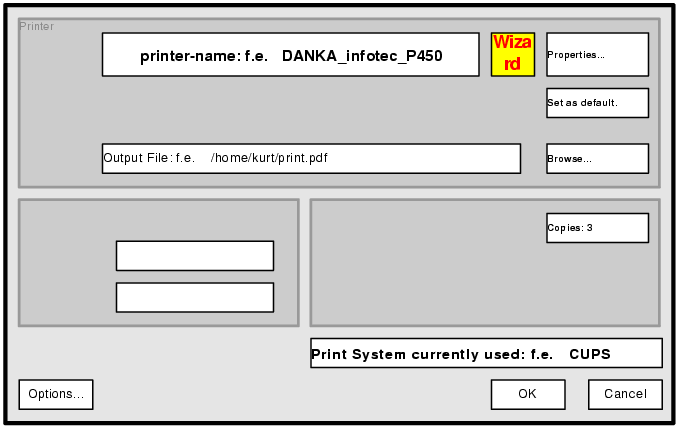 Printer
printer-name: f.e. DANKA_infotec_P450
Wiza
rd
Properties...
Set as default.
Output File: f.e. /home/kurt/print.pdf
Browse...
Copies: 3
Print System currently used: f.e. CUPS
Options...
OK
Cancel